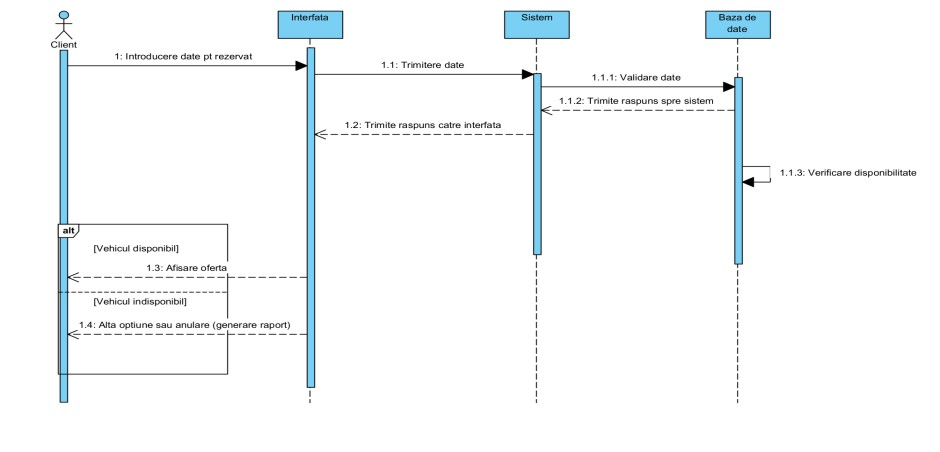 Client
Interfata
Sistem
Baza de
date
1: Introducere date pt rezervat
1.1: Trimitere date
1.1.1: Validare date
1.1.2: Trimite raspuns spre sistem
1.2: Trimite raspuns catre interfata
1.1.3: Verificare disponibilitate
alt
[Vehicul disponibil]
1.3: Afisare oferta
[Vehicul indisponibil]
1.4: Alta optiune sau anulare (generare raport)